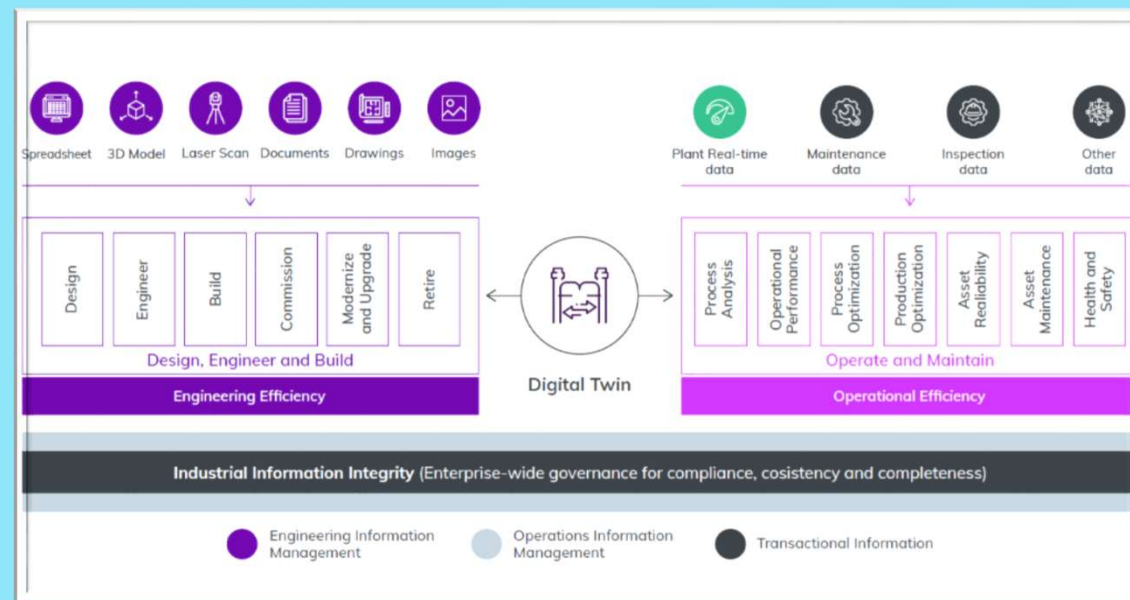 Spreadsheet
3D Model
Laser Scan
Documents
Drawings
Images
Plant Real-time
data
Maintenance
data
Inspection
data
Other
data
Design
Engineer
Build
Commission
Modernize
and Upgrade
Retire
Design, Engineer and Build
Engineering Efficiency
Digital Twin
Process
Analysis
Operational
Performance
Process
Optimization
Production
Optimization
Asset
Realiability
Asset
Maintenance
Health and
Safety
Operate and Maintain
Operational Efficiency
Industrial Information Integrity (Enterprise-wide governance for compliance, cosistency and completeness)
Engineering Information
Management
Operations Information
Management
Transactional Information